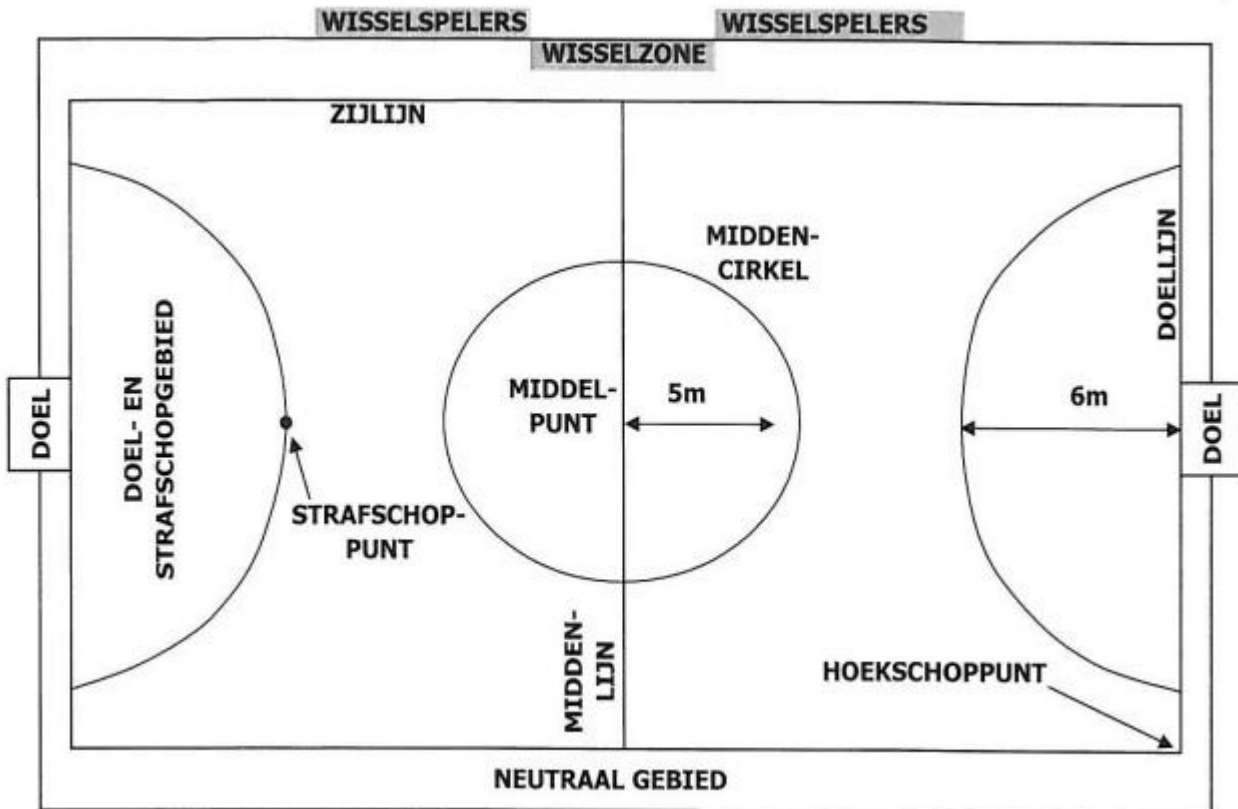 WISSELSPELERS
WISSELSPELERS
WISSELZONE
ZIJLIJN
MIDDEN-
CIRKEL
DOELLIJN
DOEL
DOEL- EN
STRAFSCHOPGEBIED
MIDDEL-
PUNT
5m
6m
DOEL
STRAFSCHOP-
PUNT
MIDDEN-
LIJN
HOEKSCHOPPUNT
NEUTRAAL GEBIED